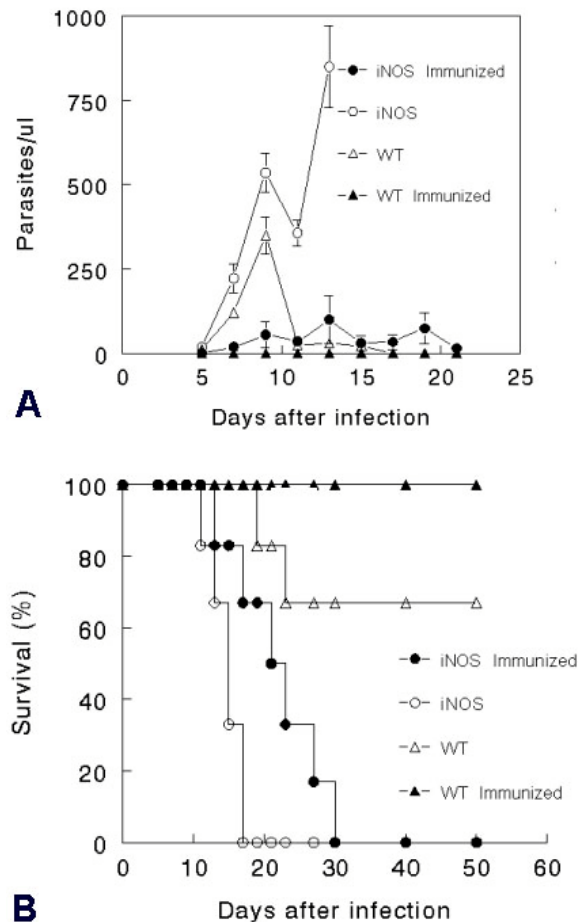 1000
750
500
250
0
Parasites/ul
iNOS Immunized
iNOS
WT
WT Immunized
0 5 10 15 20 25
Days after infection
A
100
80
60
40
20
0
Survival (%)
iNOS Immunized
iNOS
WT
WT Immunized
0 10 20 30 40 50 60
Days after infection
B